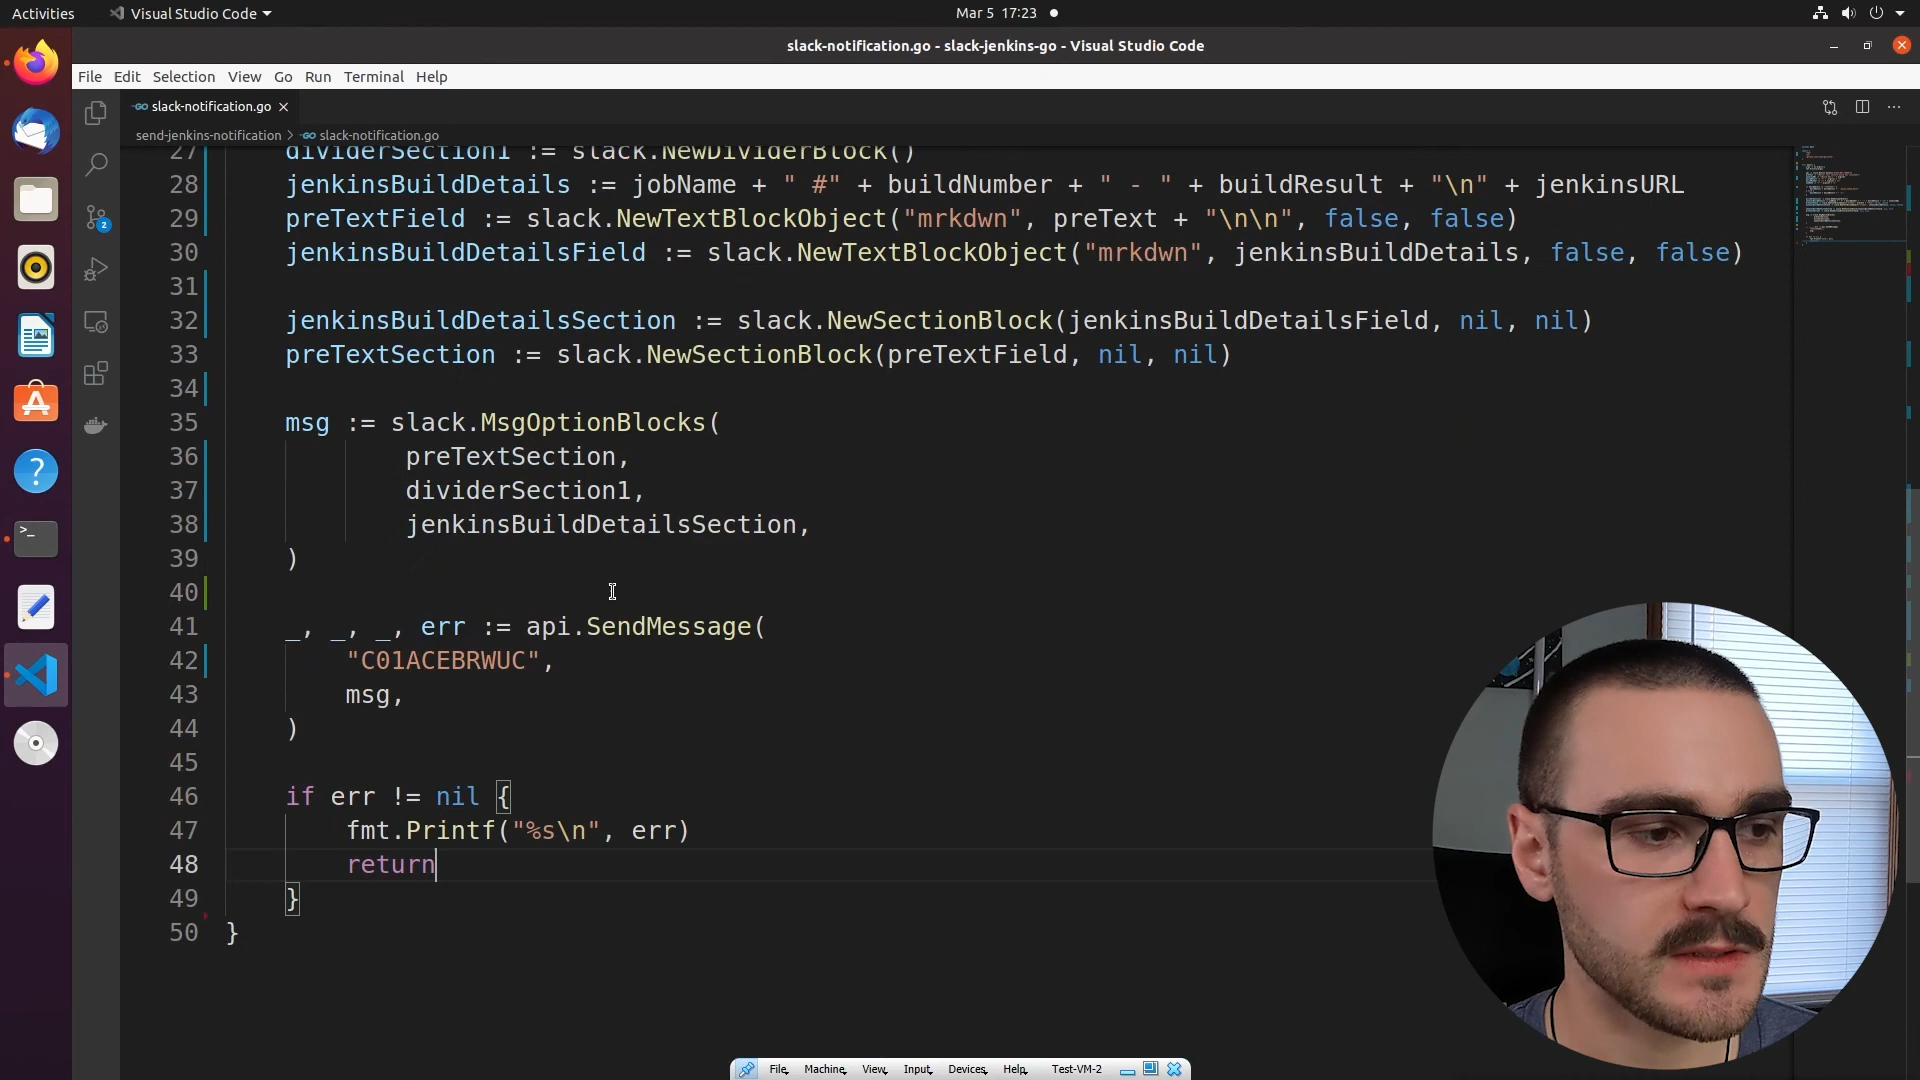 Activities Visual Studio Code Mar 5 17:23
slack-notification.go - slack-jenkins-go - Visual Studio Code
File Edit Selection View Go Run Terminal Help
slack-notification.go
send-jenkins-notification > slack-notification.go
27 dividerSection1 := slack.NewDividerBlock()
28 jenkinsBuildDetails := jobName + " #" + buildNumber + " - " + buildResult + "\n" + jenkinsURL
29 preTextField := slack.NewTextBlockObject("mrkdwn", preText + "\n\n", false, false)
30 jenkinsBuildDetailsField := slack.NewTextBlockObject("mrkdwn", jenkinsBuildDetails, false, false)
31
32 jenkinsBuildDetailsSection := slack.NewSectionBlock(jenkinsBuildDetailsField, nil, nil)
33 preTextSection := slack.NewSectionBlock(preTextField, nil, nil)
34
35 msg := slack.MsgOptionBlocks(
36 preTextSection,
37 dividerSection1,
38 jenkinsBuildDetailsSection,
39 )
40
41 _, _, _, err := api.SendMessage(
42 "C01ACEBRWUC",
43 msg,
44 )
45
46 if err != nil {
47 fmt.Printf("%s\n", err)
48 return
49 }
50 }
2
File Machine View Input Devices Help Test-VM-2